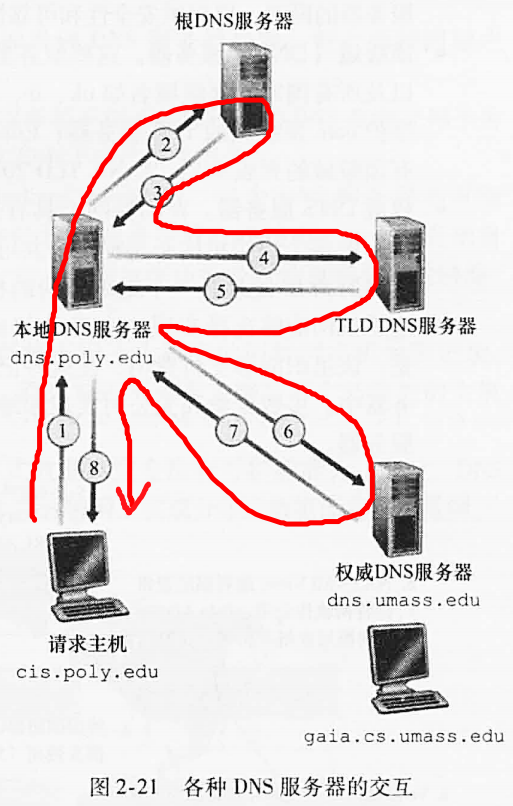 根DNS服务器
2
3
4
5
本地DNS服务器
dns.poly.edu
TLD DNS服务器
1
8
7
6
权威DNS服务器
dns.umass.edu
请求主机
cis.poly.edu
gaia.cs.umass.edu
图 2-21 各种 DNS 服务器的交互